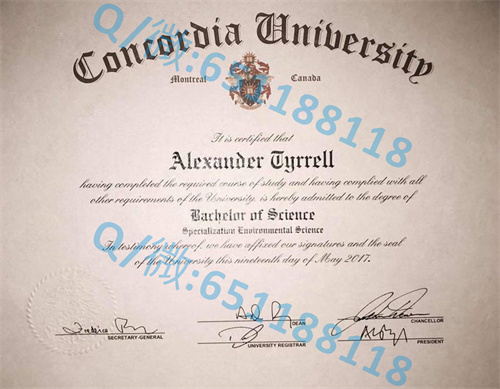 Concordia University
Montreal Canada
It is certified that
Alexander Tyrrell
having completed the required course of study and having complied with all
other requirements of the University, is hereby admitted to the degree of
Bachelor of Science
Specialization Environmental Science
In testimony whereof, we have affixed our signatures and the seal
of the University this nineteenth day of May 2017.
DEAN
CHANCELLOR
SECRETARY-GENERAL
UNIVERSITY REGISTRAR
PRESIDENT
Q/微:651188118
Q/微:651188118